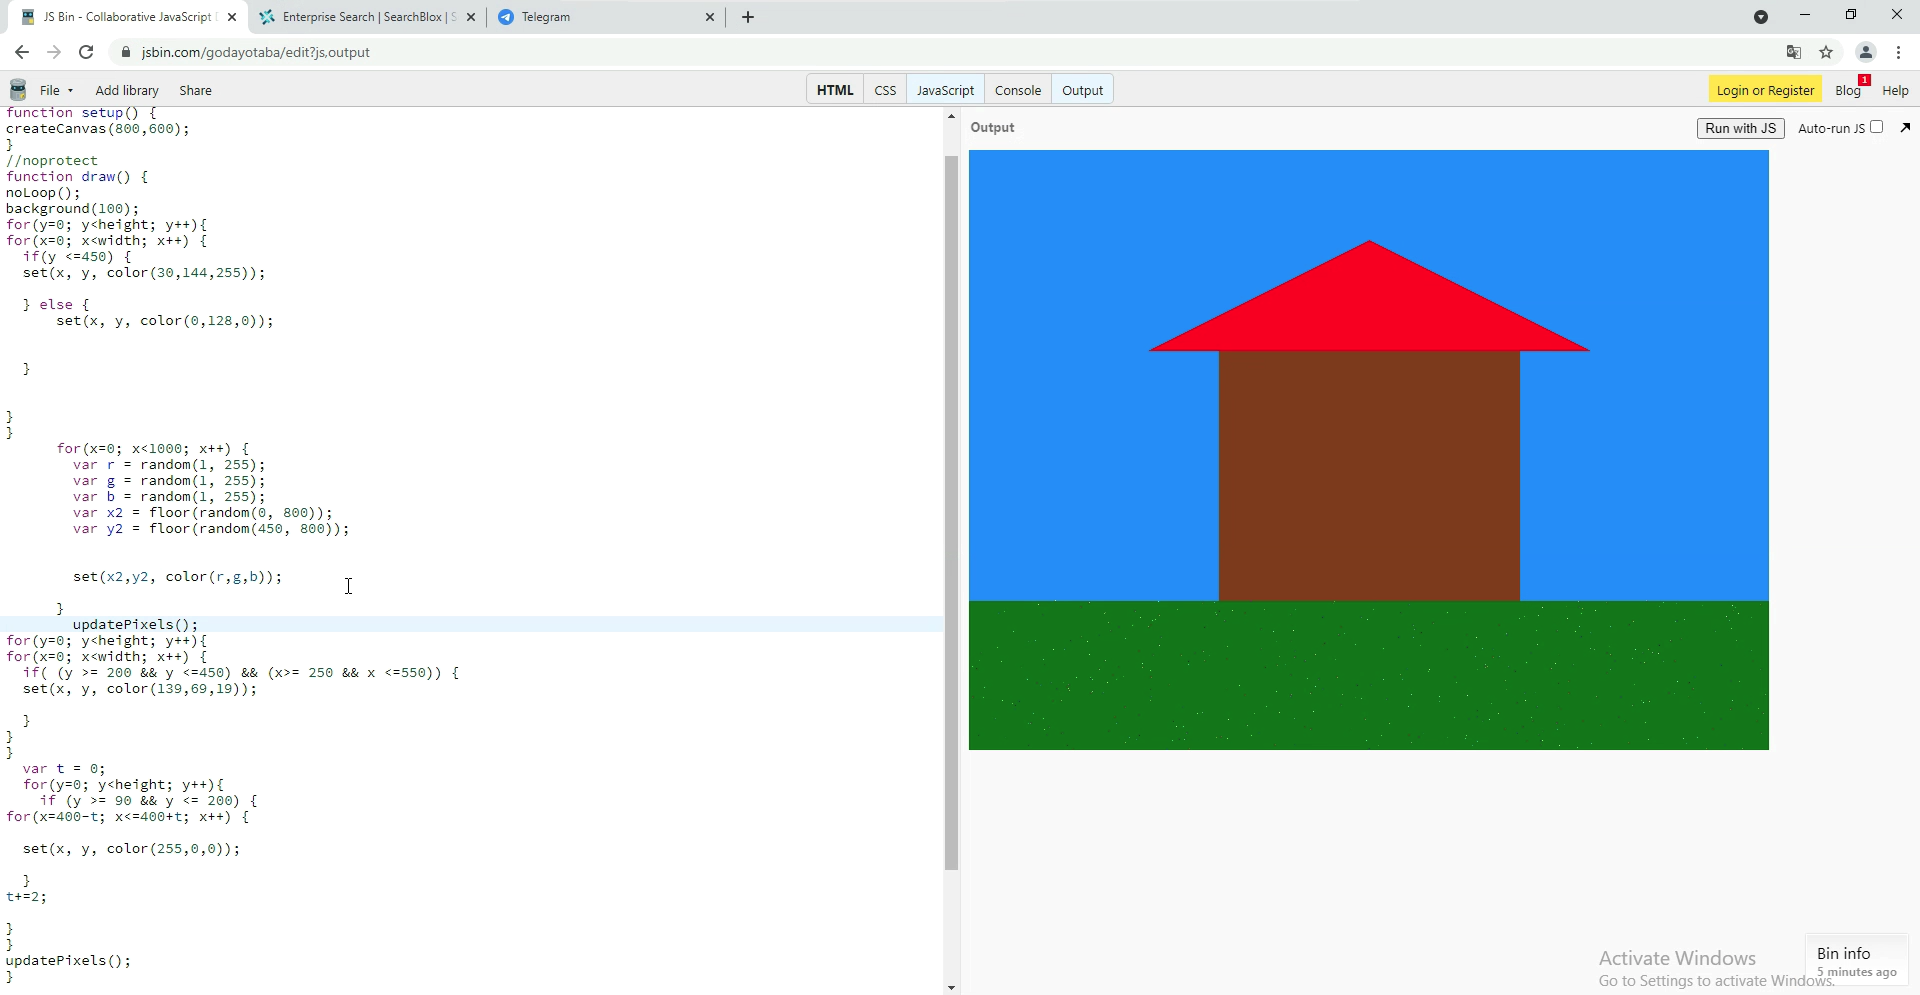 JS Bin - Collaborative JavaScript
Enterprise Search | SearchBlox | S
Telegram
jsbin.com/godayotaba/edit?js,output
File
Add library
Share
HTML
CSS
JavaScript
Console
Output
Login or Register
Blog
1
Help
function setup() {
createCanvas(800,600);
}
//noprotect
function draw() {
noLoop();
background(100);
for(y=0; y<height; y++){
for(x=0; x<width; x++) {
if(y <=450) {
set(x, y, color(30,144,255));
} else {
set(x, y, color(0,128,0));
}
}
}
for(x=0; x<1000; x++) {
var r = random(1, 255);
var g = random(1, 255);
var b = random(1, 255);
var x2 = floor(random(0, 800));
var y2 = floor(random(450, 800));
set(x2,y2, color(r,g,b));
}
updatePixels();
for(y=0; y<height; y++){
for(x=0; x<width; x++) {
if( (y >= 200 && y <=450) && (x>= 250 && x <=550)) {
set(x, y, color(139,69,19));
}
}
}
var t = 0;
for(y=0; y<height; y++){
if (y >= 90 && y <= 200) {
for(x=400-t; x<=400+t; x++) {
set(x, y, color(255,0,0));
}
t+=2;
}
}
updatePixels();
}
Output
Run with JS
Auto-run JS
Activate Windows
Go to Settings to activate Windows.
Bin info
5 minutes ago